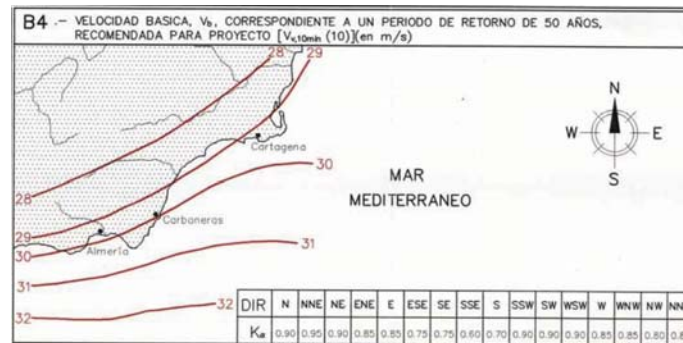 B4 .- VELOCIDAD BASICA, Vb, CORRESPONDIENTE A UN PERIODO DE RETORNO DE 50 AÑOS,
RECOMENDADA PARA PROYECTO [Vv,10min (10)](en m/s)
28
29
N
W
E
S
Cartagena
30
MAR
MEDITERRANEO
28
Carboneras
29
Almería
30
31
31
32
32
DIR N NNE NE ENE E ESE SE SSE S SSW SW WSW W WNW NW
Kα 0.90 0.95 0.90 0.85 0.85 0.75 0.75 0.60 0.70 0.90 0.90 0.90 0.85 0.85 0.80